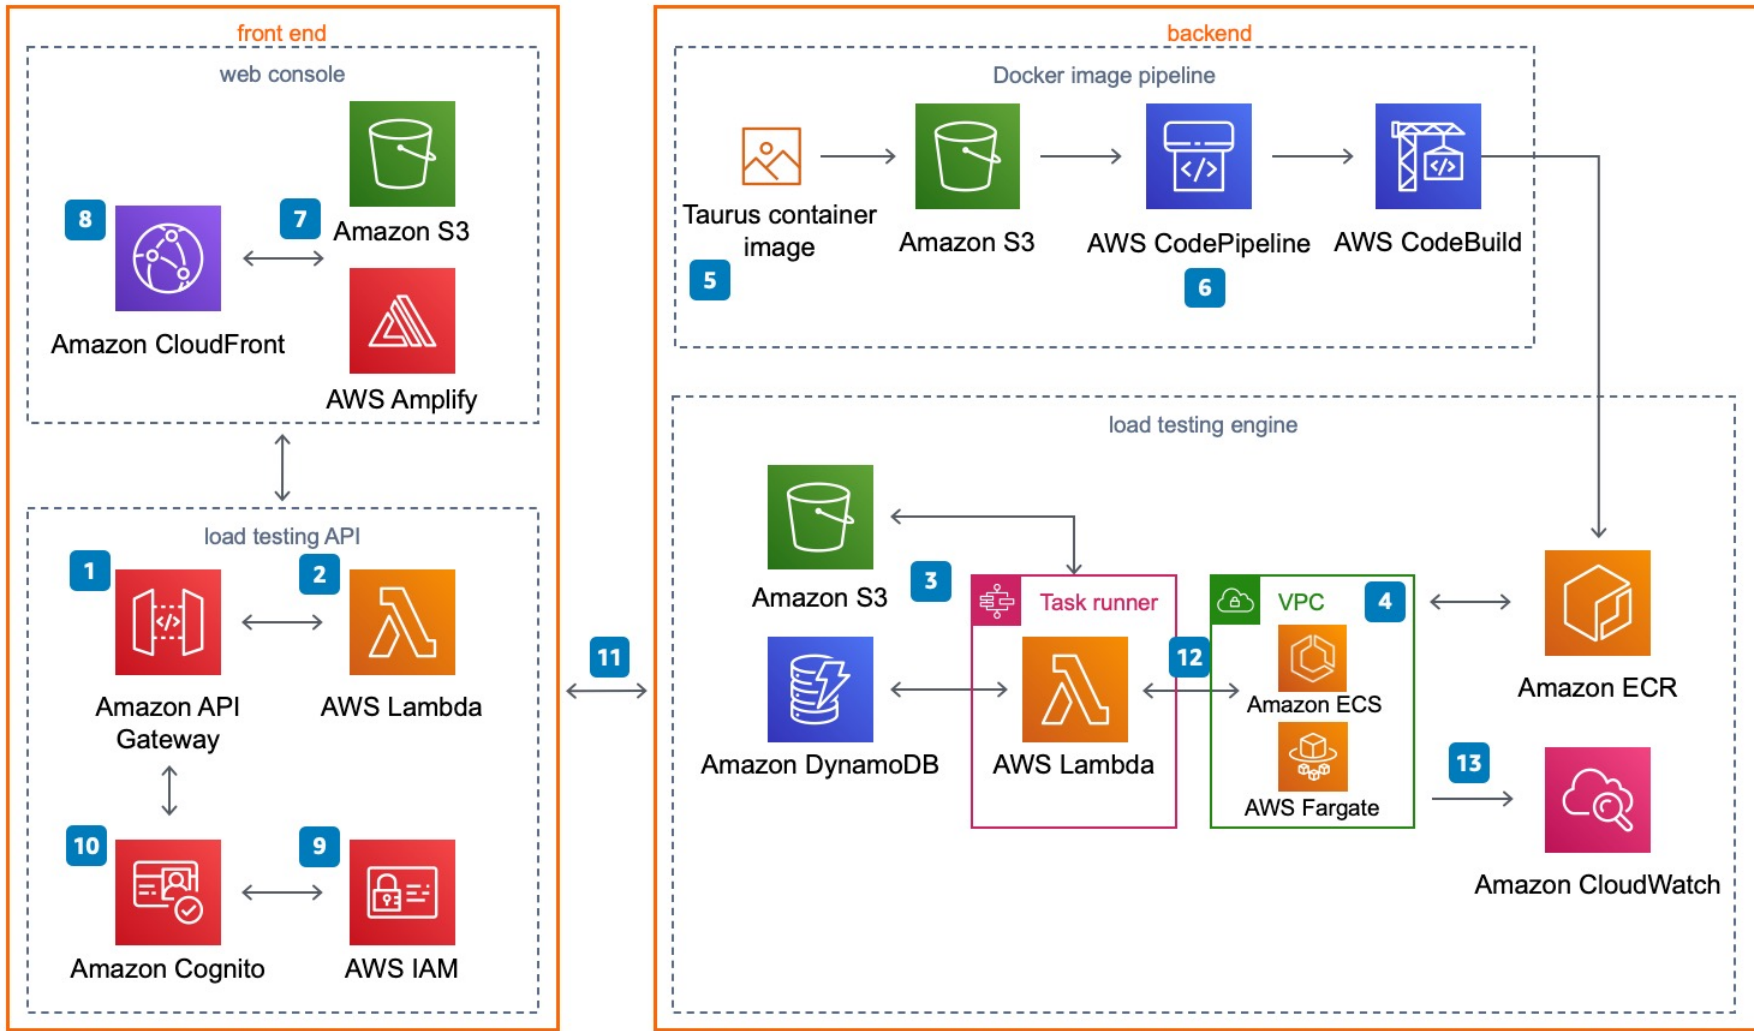 front end
web console
8
7
Amazon S3
Amazon CloudFront
AWS Amplify
load testing API
1
2
Amazon API
Gateway
AWS Lambda
10
9
Amazon Cognito
AWS IAM
11
backend
Docker image pipeline
Taurus container
image
5
Amazon S3
AWS CodePipeline
6
AWS CodeBuild
load testing engine
Amazon S3
3
Task runner
VPC
4
12
Amazon ECS
Amazon DynamoDB
AWS Lambda
AWS Fargate
Amazon ECR
13
Amazon CloudWatch